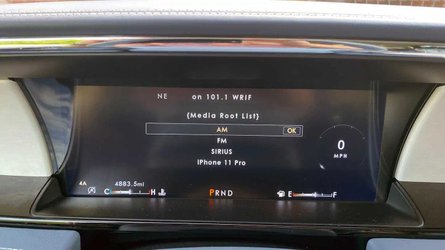 NE on 101.1 WRIF
{Media Root List}
AM OK
FM
SIRIUS
iPhone 11 Pro
0
MPH
4A
4883.5mi
C H
PRND
E F